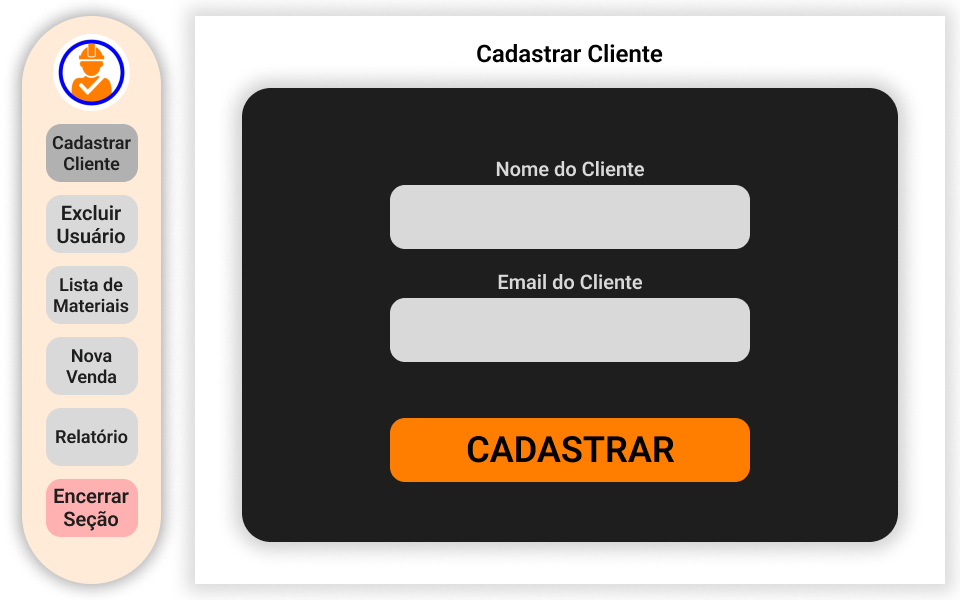 Cadastrar
Cliente
Excluir
Usuário
Lista de
Materiais
Nova
Venda
Relatório
Encerrar
Seção
Cadastrar Cliente
Nome do Cliente
Email do Cliente
CADASTRAR